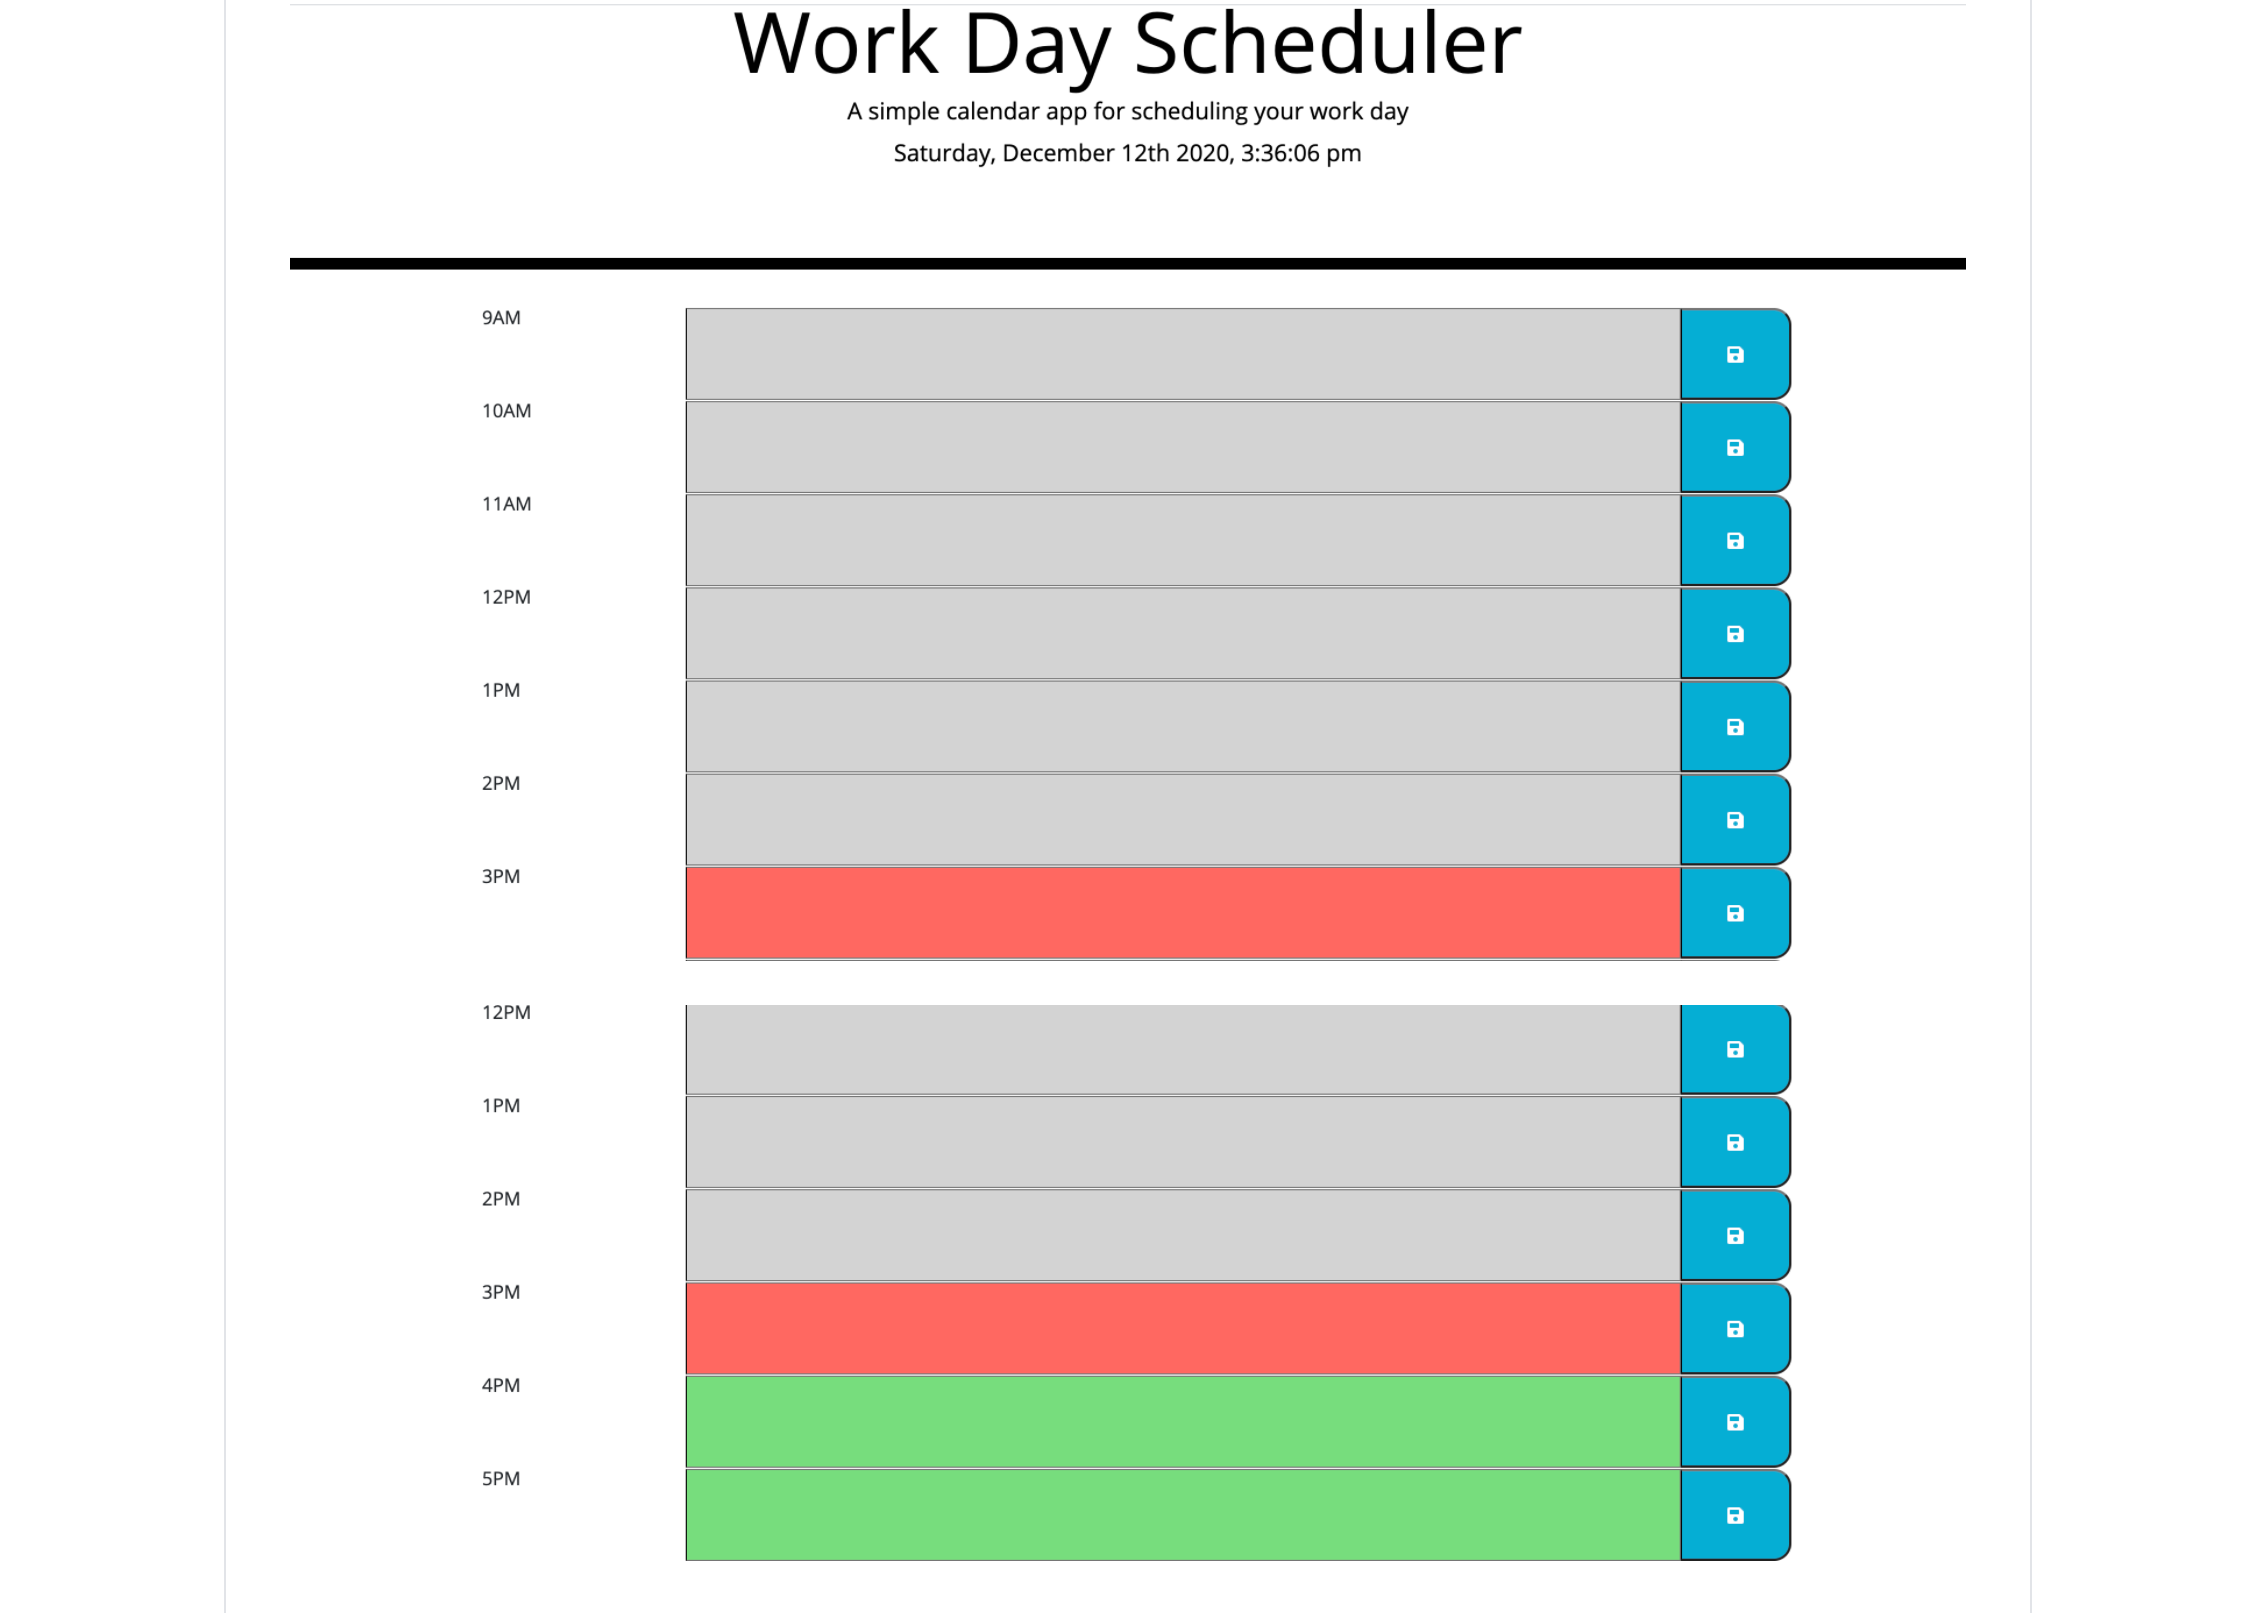 Work Day Scheduler
A simple calendar app for scheduling your work day
Saturday, December 12th 2020, 3:36:06 pm
9AM
10AM
11AM
12PM
1PM
2PM
3PM
12PM
1PM
2PM
3PM
4PM
5PM